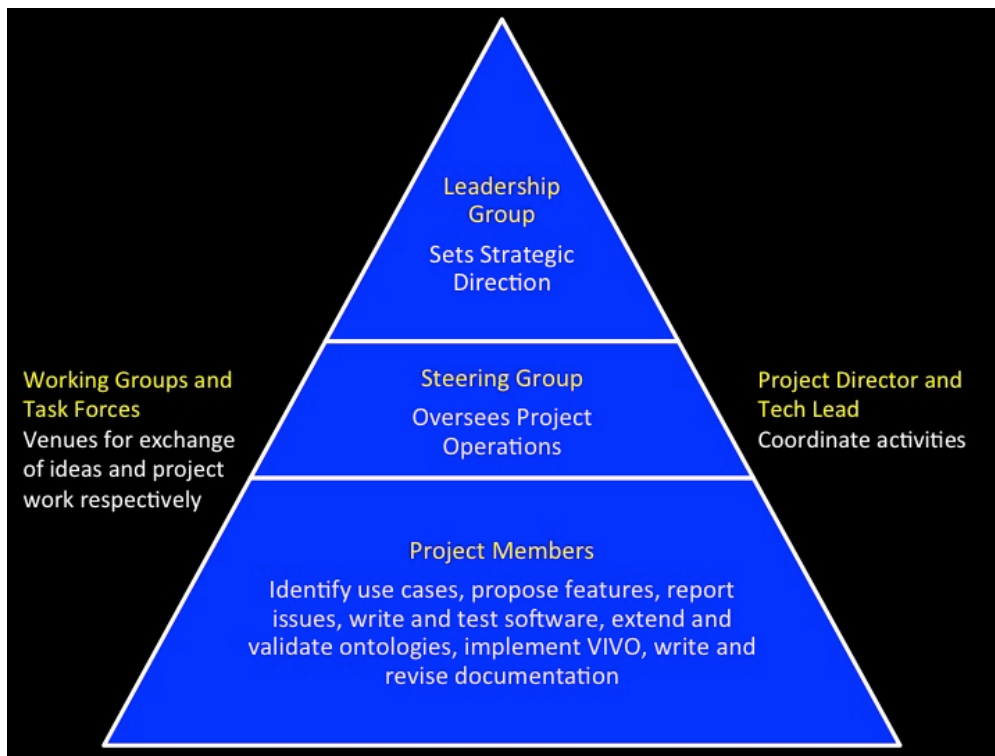 Leadership
Group
Sets Strategic
Direction
Working Groups and
Task Forces
Venues for exchange
of ideas and project
work respectively
Steering Group
Oversees Project
Operations
Project Director and
Tech Lead
Coordinate activities
Project Members
Identify use cases, propose features, report
issues, write and test software, extend and
validate ontologies, implement VIVO, write and
revise documentation